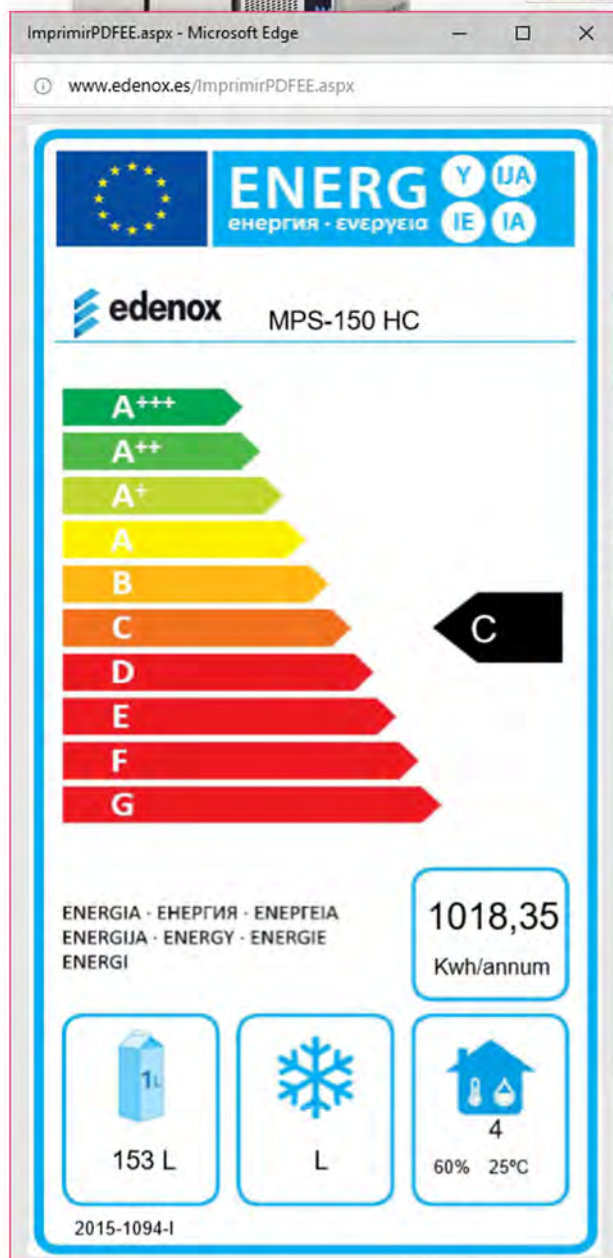 ImprimirPDFEE.aspx - Microsoft Edge
www.edenox.es/ImprimirPDFEE.aspx
ENERG Y IJA
енергия · ενεργεια IE IA
edenox MPS-150 HC
A+++
A++
A+
A
B
C
C
D
E
F
G
ENERGIA · ЕНЕРГИЯ · ΕΝΕΡΓΕΙΑ
ENERGIJA · ENERGY · ENERGIE
ENERGI
1018,35
Kwh/annum
1L
153 L
L
4
60% 25ºC
2015-1094-I